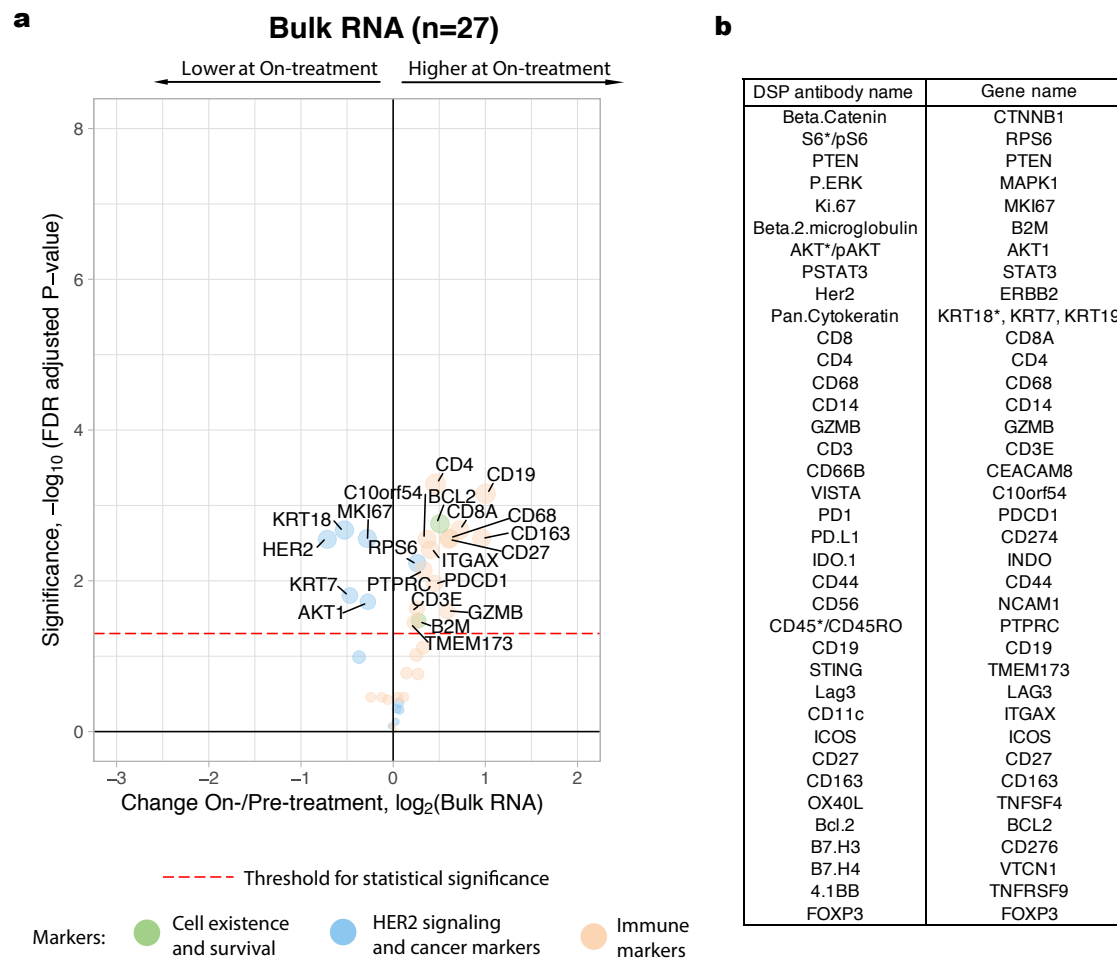 a
Bulk RNA (n=27)
Lower at On-treatment
Higher at On-treatment
Significance, −log10 (FDR adjusted P−value)
8
6
4
2
0
CD4
CD19
C10orf54
BCL2
MKI67
CD8A
CD68
KRT18
CD163
HER2
RPS6
CD27
ITGAX
KRT7
PTPRC
PDCD1
CD3E
AKT1
GZMB
B2M
TMEM173
−3
−2
−1
0
1
2
Change On-/Pre-treatment, log2(Bulk RNA)
Threshold for statistical significance
Markers:
Cell existence
and survival
HER2 signaling
and cancer markers
Immune
markers
b
DSP antibody name Gene name
Beta.Catenin CTNNB1
S6*/pS6 RPS6
PTEN PTEN
P.ERK MAPK1
Ki.67 MKI67
Beta.2.microglobulin B2M
AKT*/pAKT AKT1
PSTAT3 STAT3
Her2 ERBB2
Pan.Cytokeratin KRT18*, KRT7, KRT19
CD8 CD8A
CD4 CD4
CD68 CD68
CD14 CD14
GZMB GZMB
CD3 CD3E
CD66B CEACAM8
VISTA C10orf54
PD1 PDCD1
PD.L1 CD274
IDO.1 INDO
CD44 CD44
CD56 NCAM1
CD45*/CD45RO PTPRC
CD19 CD19
STING TMEM173
Lag3 LAG3
CD11c ITGAX
ICOS ICOS
CD27 CD27
CD163 CD163
OX40L TNFSF4
Bcl.2 BCL2
B7.H3 CD276
B7.H4 VTCN1
4.1BB TNFRSF9
FOXP3 FOXP3